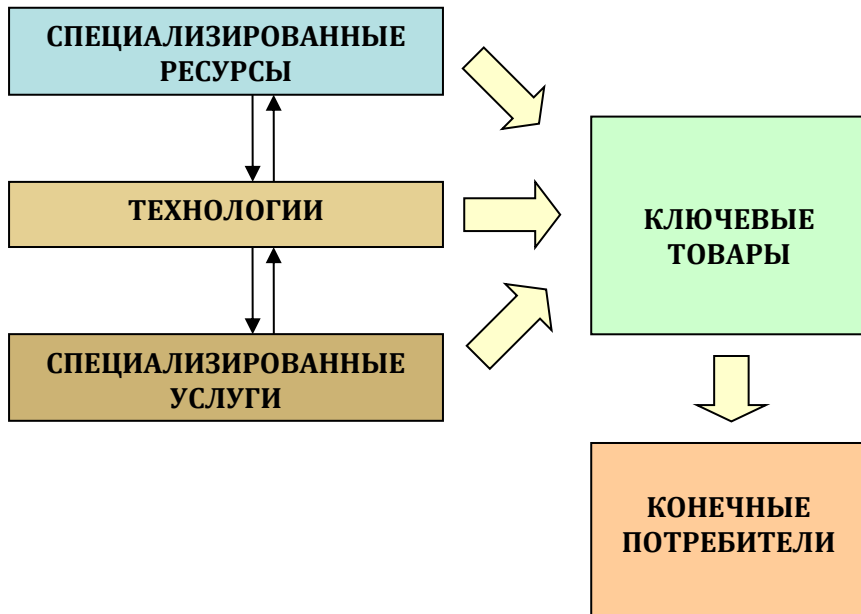 СПЕЦИАЛИЗИРОВАННЫЕ
РЕСУРСЫ
ТЕХНОЛОГИИ
СПЕЦИАЛИЗИРОВАННЫЕ
УСЛУГИ
КЛЮЧЕВЫЕ
ТОВАРЫ
КОНЕЧНЫЕ
ПОТРЕБИТЕЛИ